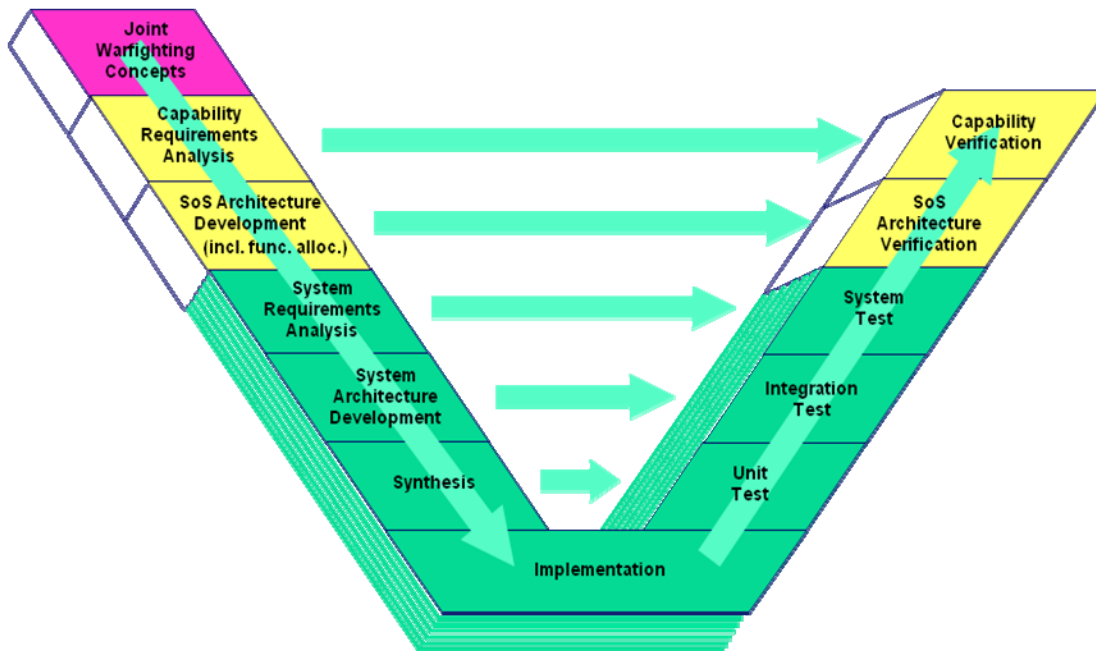 Joint
Warfighting
Concepts
Capability
Requirements
Analysis
SoS Architecture
Development
(incl. func. alloc.)
System
Requirements
Analysis
System
Architecture
Development
Synthesis
Implementation
Capability
Verification
SoS
Architecture
Verification
System
Test
Integration
Test
Unit
Test